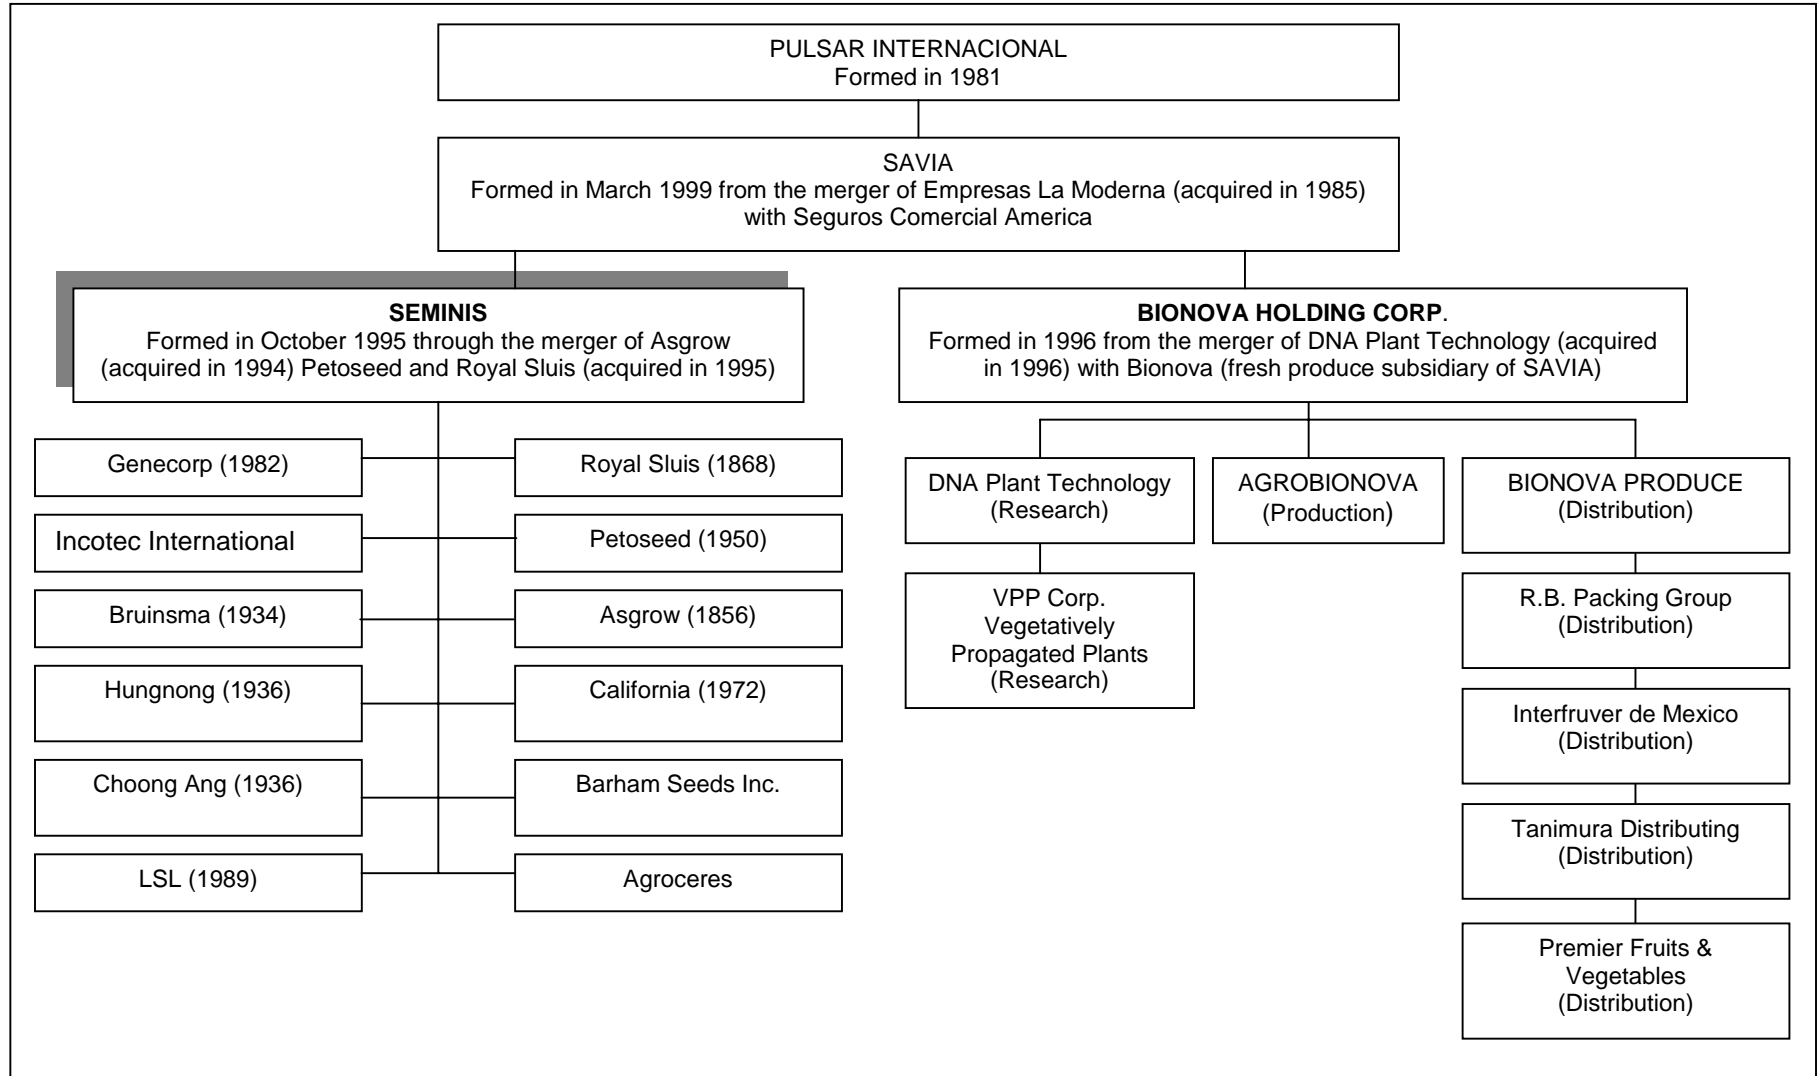 PULSAR INTERNACIONAL
Formed in 1981
SAVIA
Formed in March 1999 from the merger of Empresas La Moderna (acquired in 1985)
with Seguros Comercial America
SEMINIS
Formed in October 1995 through the merger of Asgrow
(acquired in 1994) Petoseed and Royal Sluis (acquired in 1995)
BIONOVA HOLDING CORP.
Formed in 1996 from the merger of DNA Plant Technology (acquired
in 1996) with Bionova (fresh produce subsidiary of SAVIA)
Genecorp (1982)
Royal Sluis (1868)
Incotec International
Petoseed (1950)
Bruinsma (1934)
Asgrow (1856)
Hungnong (1936)
California (1972)
Choong Ang (1936)
Barham Seeds Inc.
LSL (1989)
Agroceres
DNA Plant Technology
(Research)
VPP Corp.
Vegetatively
Propagated Plants
(Research)
AGROBIONOVA
(Production)
BIONOVA PRODUCE
(Distribution)
R.B. Packing Group
(Distribution)
Interfruver de Mexico
(Distribution)
Tanimura Distributing
(Distribution)
Premier Fruits &
Vegetables
(Distribution)